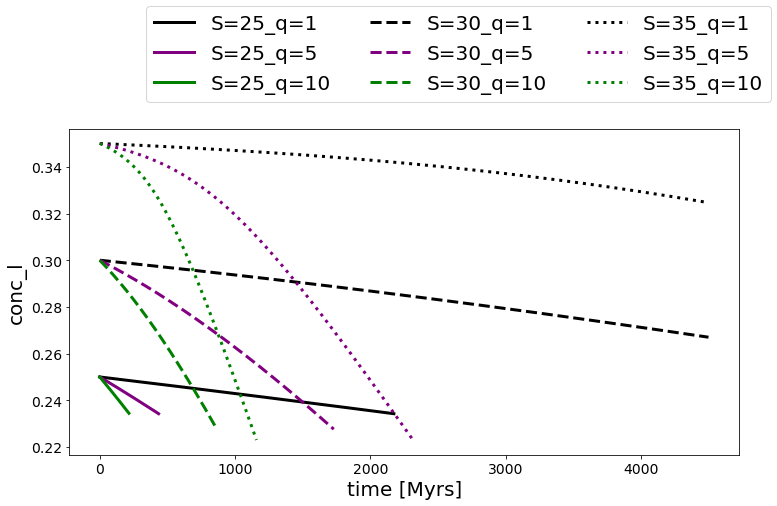 S=25_q=1 S=30_q=1 S=35_q=1
S=25_q=5 S=30_q=5 S=35_q=5
S=25_q=10 S=30_q=10 S=35_q=10
0.34
0.32
0.30
0.28
0.26
0.24
0.22
conc_l
0 1000 2000 3000 4000
time [Myrs]